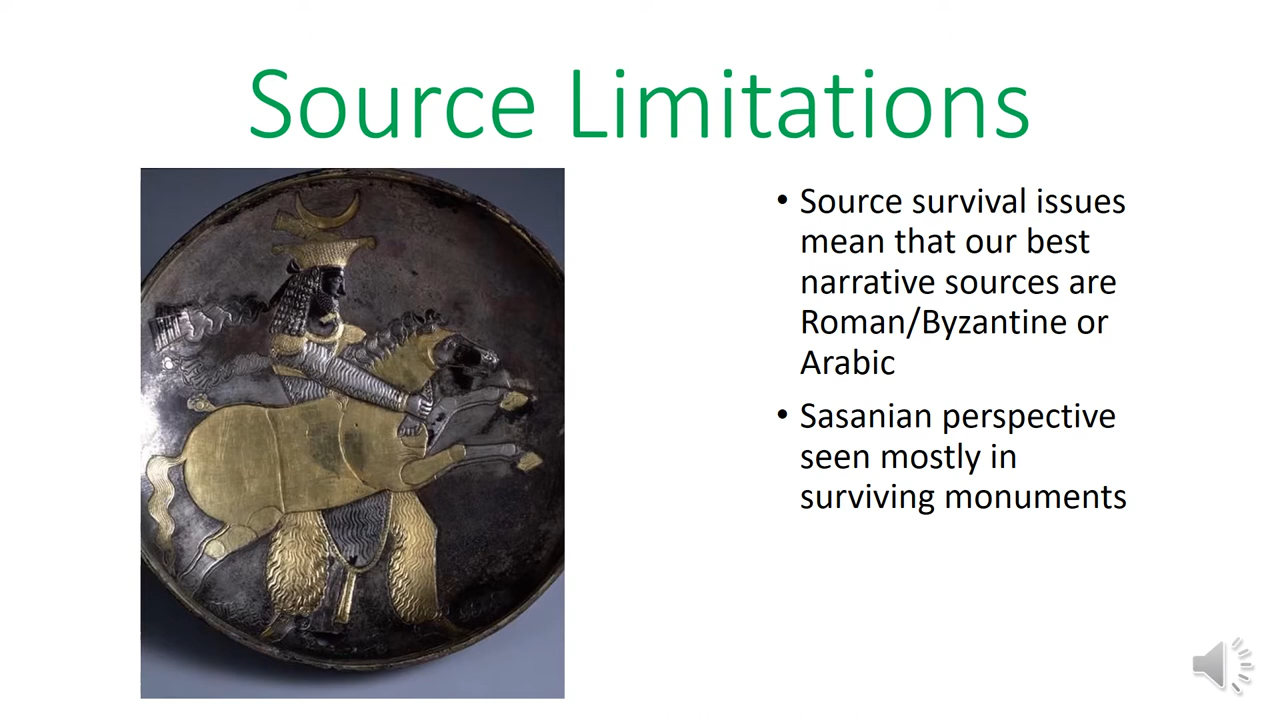 Source Limitations
• Source survival issues
mean that our best
narrative sources are
Roman/Byzantine or
Arabic
• Sasanian perspective
seen mostly in
surviving monuments